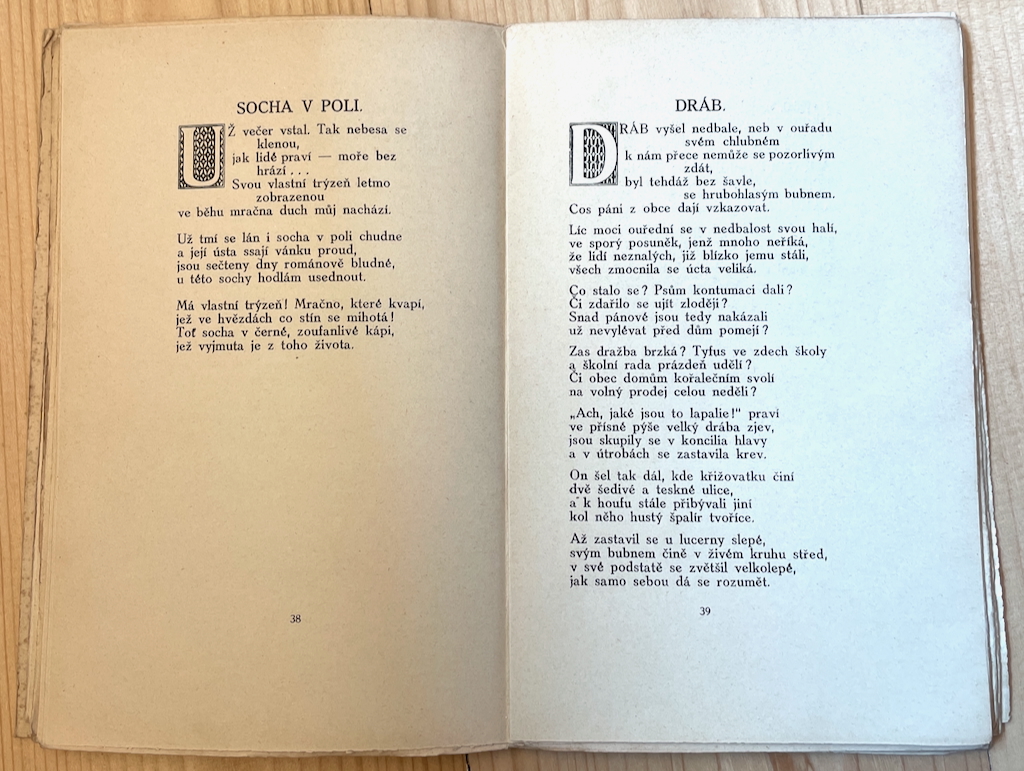 SOCHA V POLI.
UŽ večer vstal. Tak nebesa se
klenou,
jak lidé praví — moře bez
hrází . . .
Svou vlastní trýzeň letmo
zobrazenou
ve běhu mračna duch můj nachází.
Už tmí se lán i socha v poli chudne
a její ústa ssají vánku proud,
jsou sečteny dny románově bludné,
u této sochy hodlám usednout.
Má vlastní trýzeň! Mračno, které kvapí,
jež ve hvězdách co stín se mihotá!
Toť socha v černé, zoufanlivé kápi,
jež vyjmuta je z toho života.
38
DRÁB.
DRÁB vyšel nedbale, neb v ouřadu
svém chlubném
k nám přece nemůže se pozorlivým
zdát,
byl tehdáž bez šavle,
se hrubohlasým bubnem.
Cos páni z obce dají vzkazovat.
Líc moci ouřední se v nedbalost svou halí,
ve sporý posuněk, jenž mnoho neříká,
že lidí neznalých, již blízko jemu stáli,
všech zmocnila se úcta veliká.
Co stalo se? Psům kontumaci dali?
Či zdařilo se ujít zloději?
Snad pánové jsou tedy nakázali
už nevylévat před dům pomejí?
Zas dražba brzká? Tyfus ve zdech školy
a školní rada prázdeň udělí?
Či obec domům kořalečním svolí
na volný prodej celou neděli?
„Ach, jaké jsou to lapalie!" praví
ve přísné pýše velký drába zjev,
jsou skupily se v koncilia hlavy
a v útrobách se zastavila krev.
On šel tak dál, kde křižovatku činí
dvě šedivé a teskné ulice,
a k houfu stále přibývali jiní
kol něho hustý špalír tvoříce.
Až zastavil se u lucerny slepé,
svým bubnem čině v živém kruhu střed,
v své podstatě se zvětšil velkolepé,
jak samo sebou dá se rozumět.
39